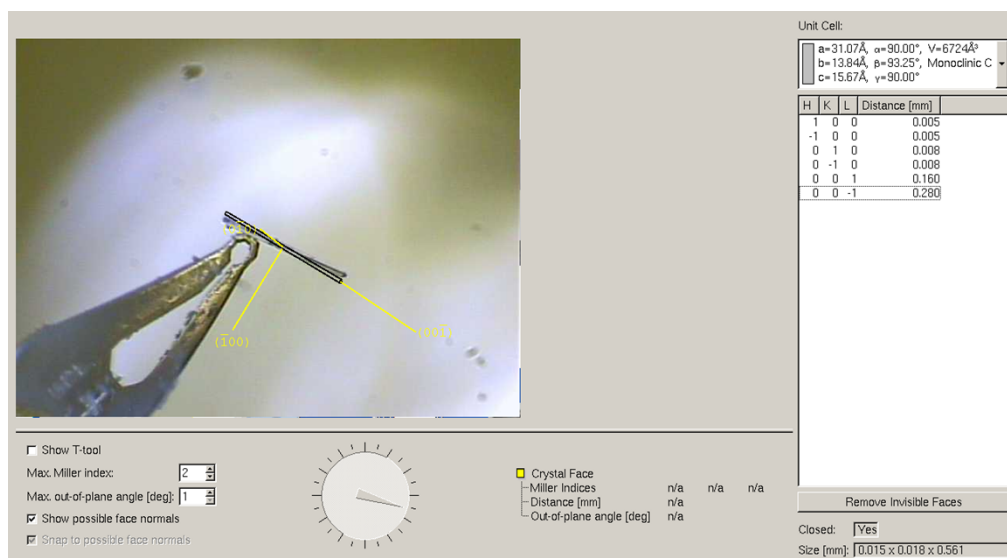 Unit Cell:
a=31.07Å, α=90.00°, V=6724Å³
b=13.84Å, β=93.25°, Monoclinic C
c=15.67Å, γ=90.00°
H K L Distance [mm]
1 0 0 0.005
-1 0 0 0.005
0 1 0 0.008
0 -1 0 0.008
0 0 1 0.160
0 0 -1 0.280
(1̅00)
(001̅)
Show T-tool
Max. Miller index: 2
Max. out-of-plane angle [deg]: 1
Show possible face normals
Snap to possible face normals
Crystal Face
Miller Indices n/a n/a n/a
Distance [mm] n/a
Out-of-plane angle [deg] n/a
Remove Invisible Faces
Closed: Yes
Size [mm]: 0.015 x 0.018 x 0.561